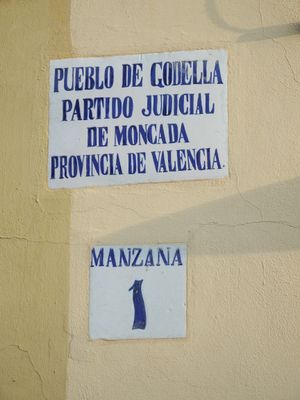 PUEBLO DE GODELLA
PARTIDO JUDICIAL
DE MONCADA
PROVINCIA DE VALENCIA.
MANZANA
1